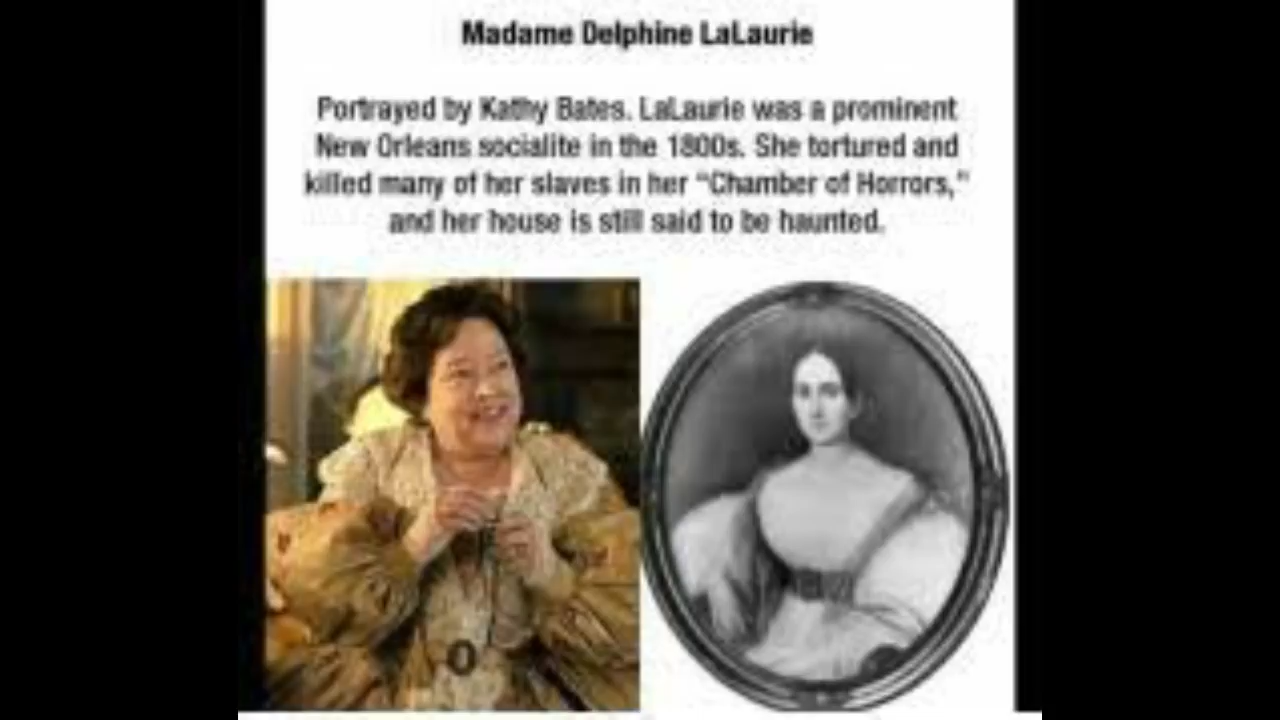 Madame Delphine LaLaurie
Portrayed by Kathy Bates. LaLaurie was a prominent
New Orleans socialite in the 1800s. She tortured and
killed many of her slaves in her "Chamber of Horrors,"
and her house is still said to be haunted.